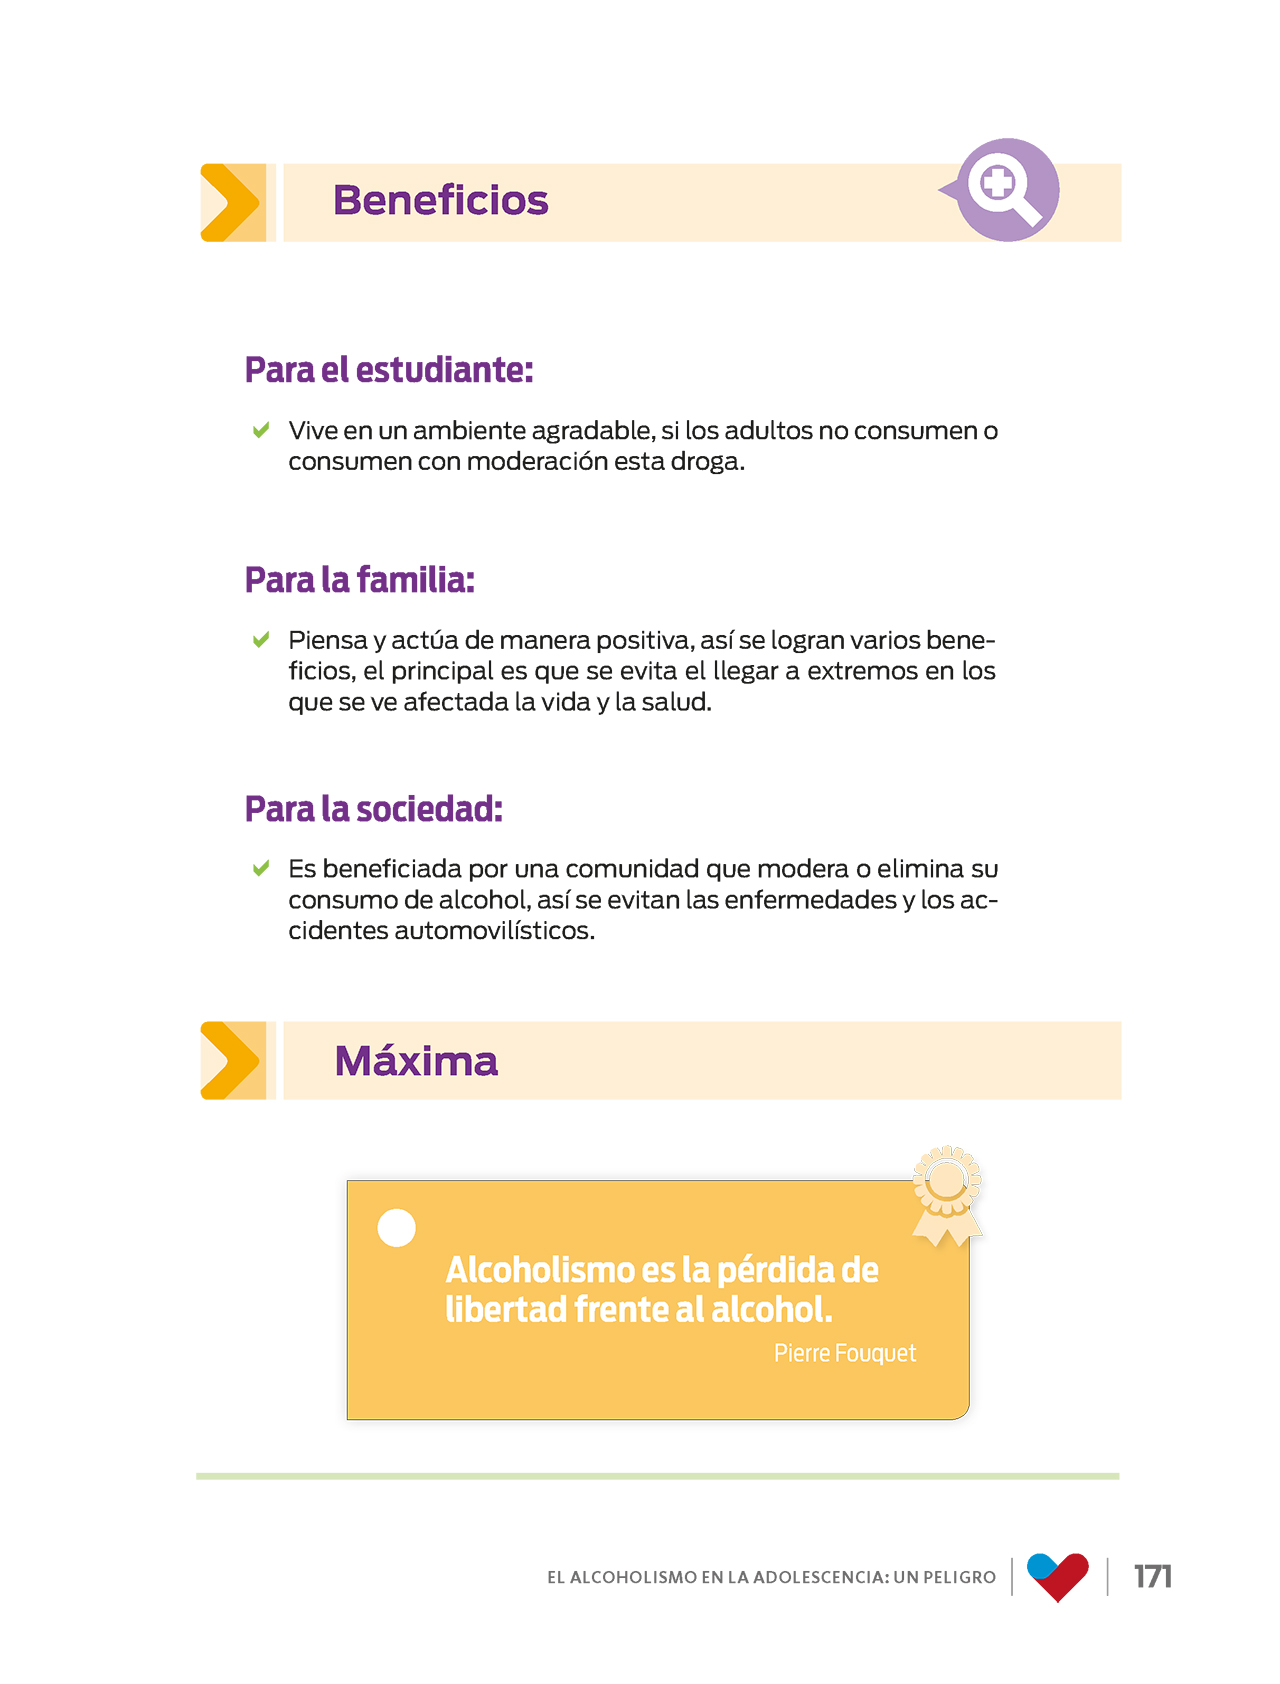 Beneficios
Para el estudiante:
Vive en un ambiente agradable, si los adultos no consumen o
consumen con moderación esta droga.
Para la familia:
Piensa y actúa de manera positiva, así se logran varios bene-
ficios, el principal es que se evita el llegar a extremos en los
que se ve afectada la vida y la salud.
Para la sociedad:
Es beneficiada por una comunidad que modera o elimina su
consumo de alcohol, así se evitan las enfermedades y los ac-
cidentes automovilísticos.
Máxima
Alcoholismo es la pérdida de
libertad frente al alcohol.
Pierre Fouquet
EL ALCOHOLISMO EN LA ADOLESCENCIA: UN PELIGRO
171